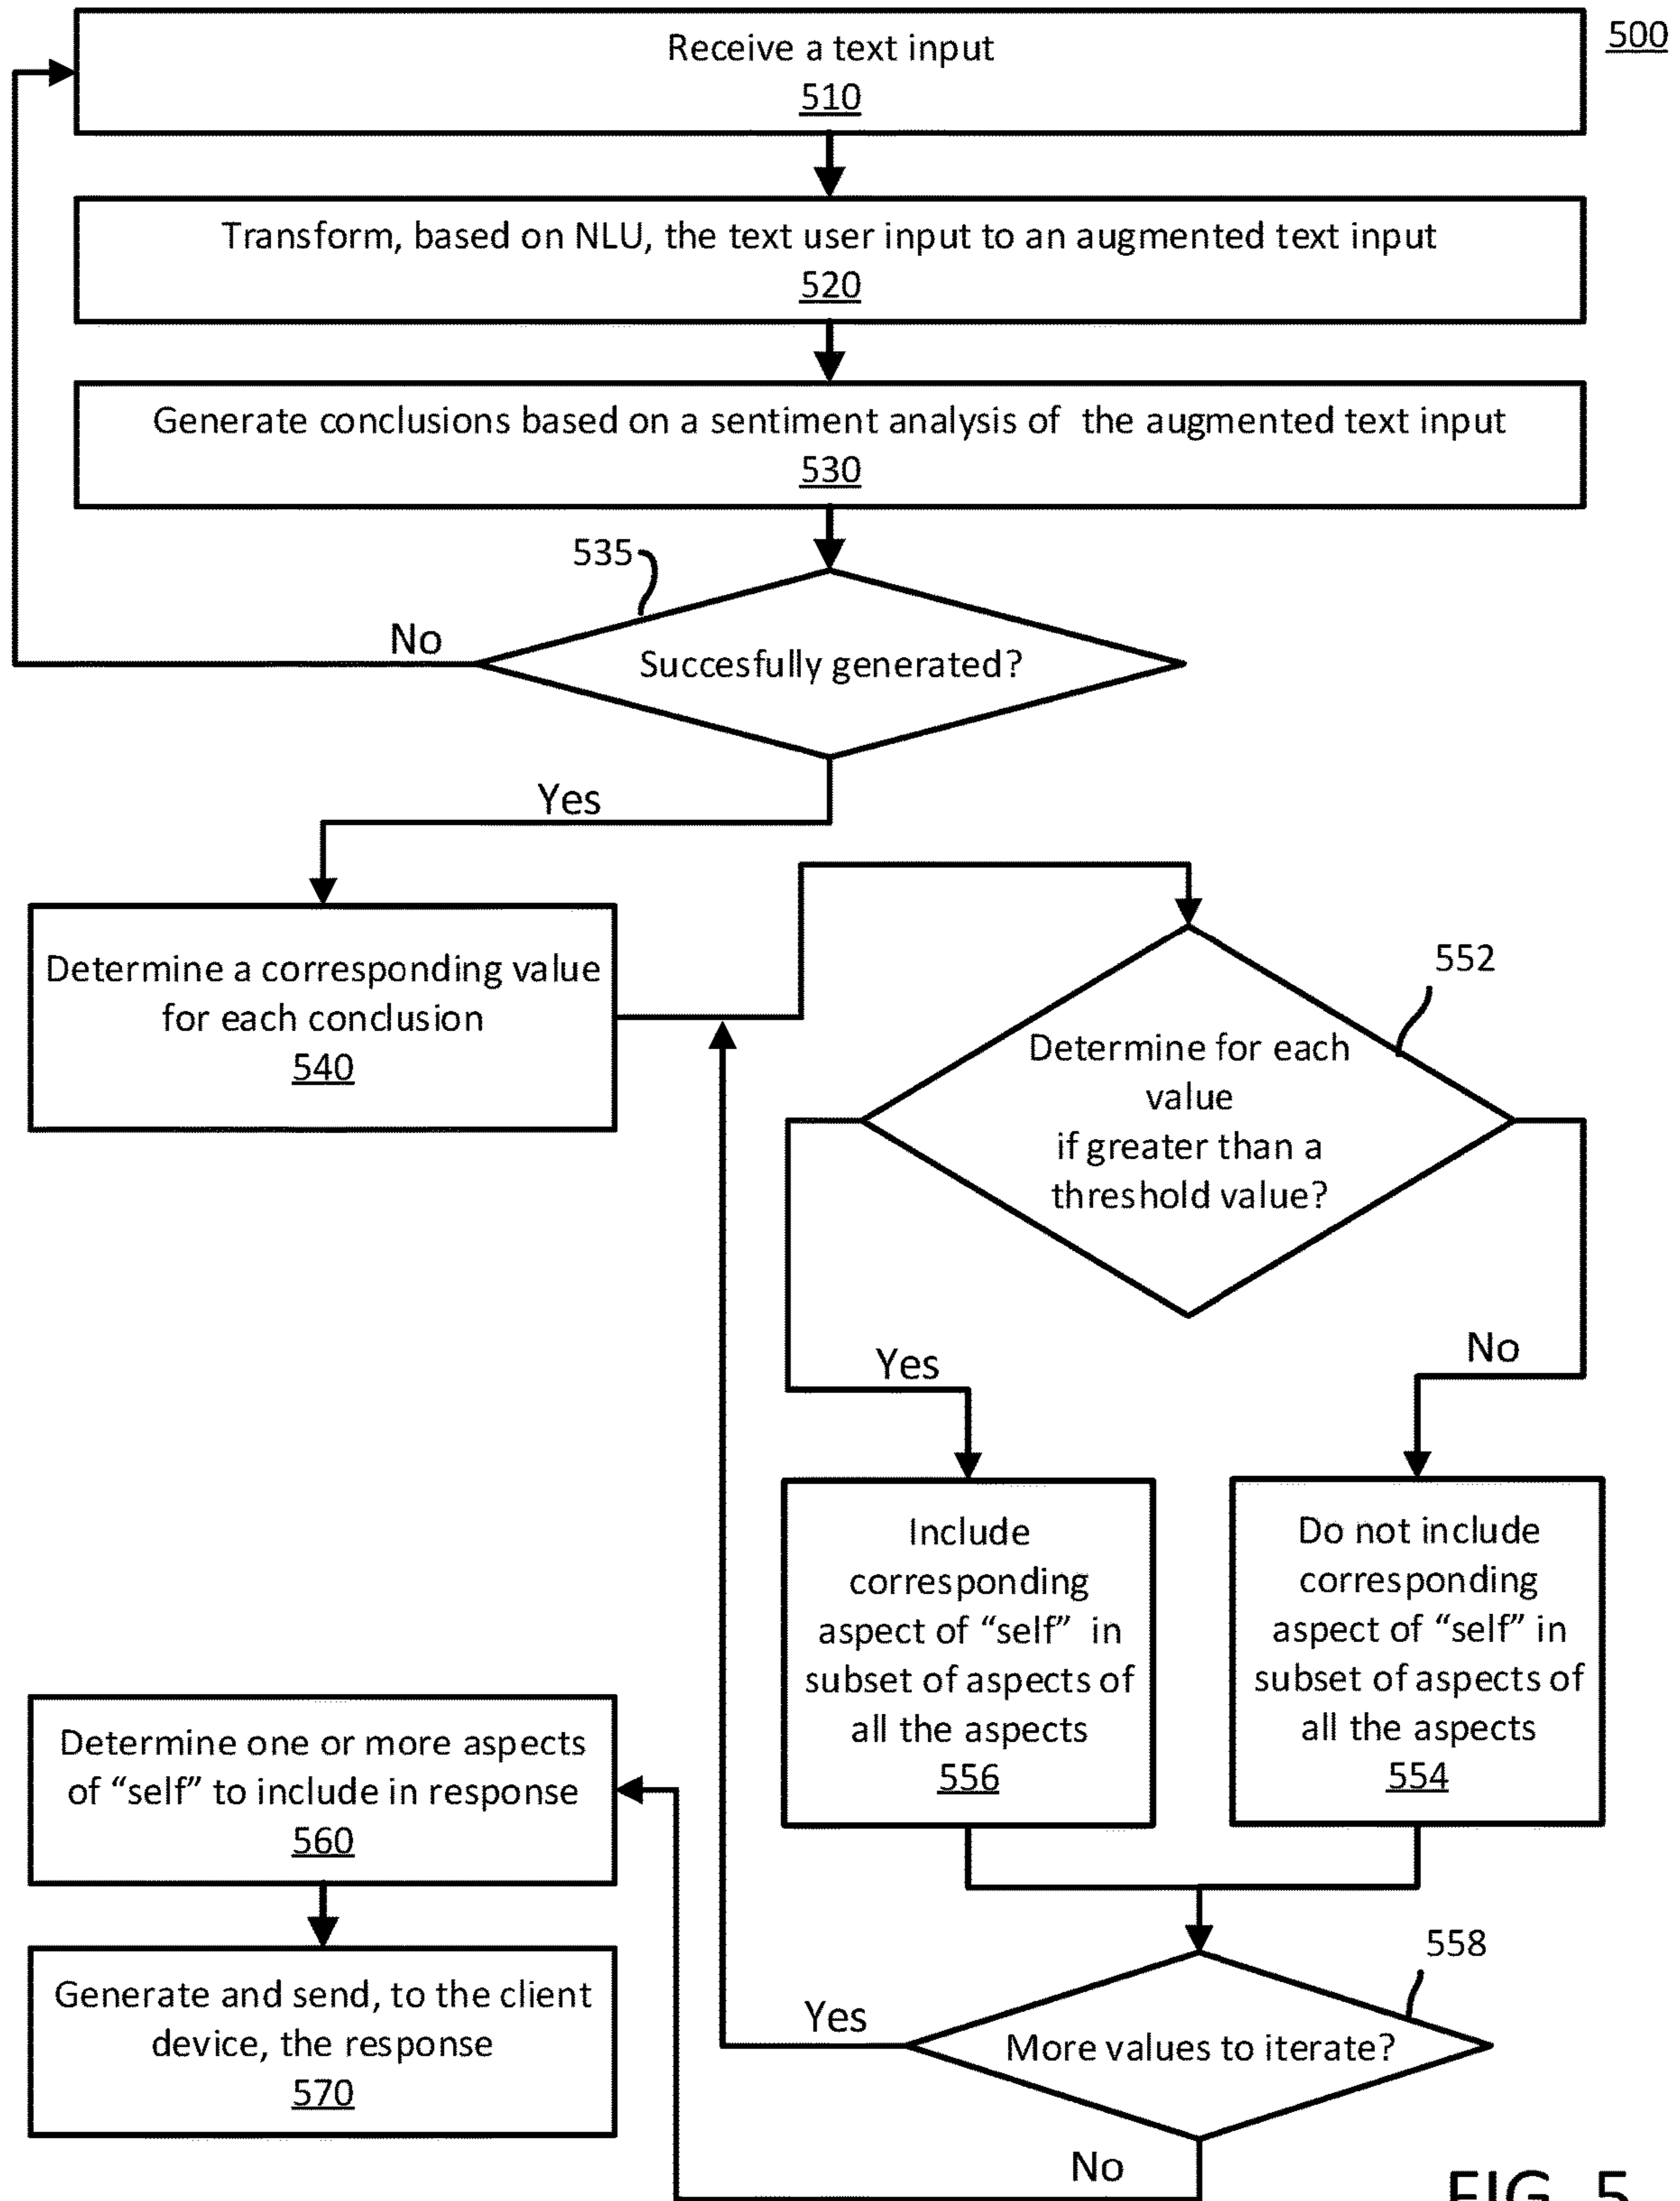 500
Receive a text input
510
Transform, based on NLU, the text user input to an augmented text input
520
Generate conclusions based on a sentiment analysis of the augmented text input
530
535
Succesfully generated?
No
Yes
Determine a corresponding value
for each conclusion
540
552
Determine for each
value
if greater than a
threshold value?
Yes
No
Include
corresponding
aspect of “self” in
subset of aspects of
all the aspects
556
Do not include
corresponding
aspect of “self” in
subset of aspects of
all the aspects
554
558
More values to iterate?
Yes
No
Determine one or more aspects
of “self” to include in response
560
Generate and send, to the client
device, the response
570
FIG. 5